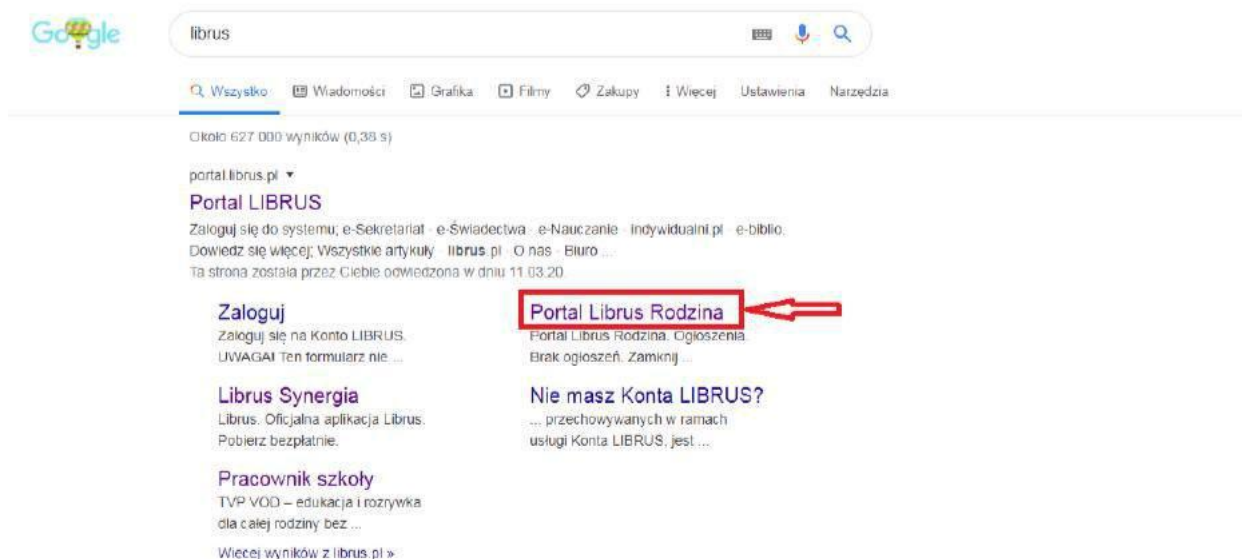 Google
librus
Wszystko Wiadomości Grafika Filmy Zakupy Więcej Ustawienia Narzędzia
Około 627 000 wyników (0,38 s)
portal.librus.pl
Portal LIBRUS
Zaloguj się do systemu; e-Sekretariat · e-Świadectwa · e-Nauczanie · indywidualni.pl · e-biblio.
Dowiedz się więcej; Wszystkie artykuły · librus.pl · O nas · Biuro ...
Ta strona została przez Ciebie odwiedzona w dniu 11.03.20.
Zaloguj
Zaloguj się na Konto LIBRUS.
UWAGA! Ten formularz nie ...
Portal Librus Rodzina
Portal Librus Rodzina. Ogłoszenia.
Brak ogłoszeń. Zamknij ...
Librus Synergia
Librus. Oficjalna aplikacja Librus.
Pobierz bezpłatnie.
Nie masz Konta LIBRUS?
... przechowywanych w ramach
usługi Konta LIBRUS, jest ...
Pracownik szkoły
TVP VOD – edukacja i rozrywka
dla całej rodziny bez ...
Więcej wyników z librus.pl »